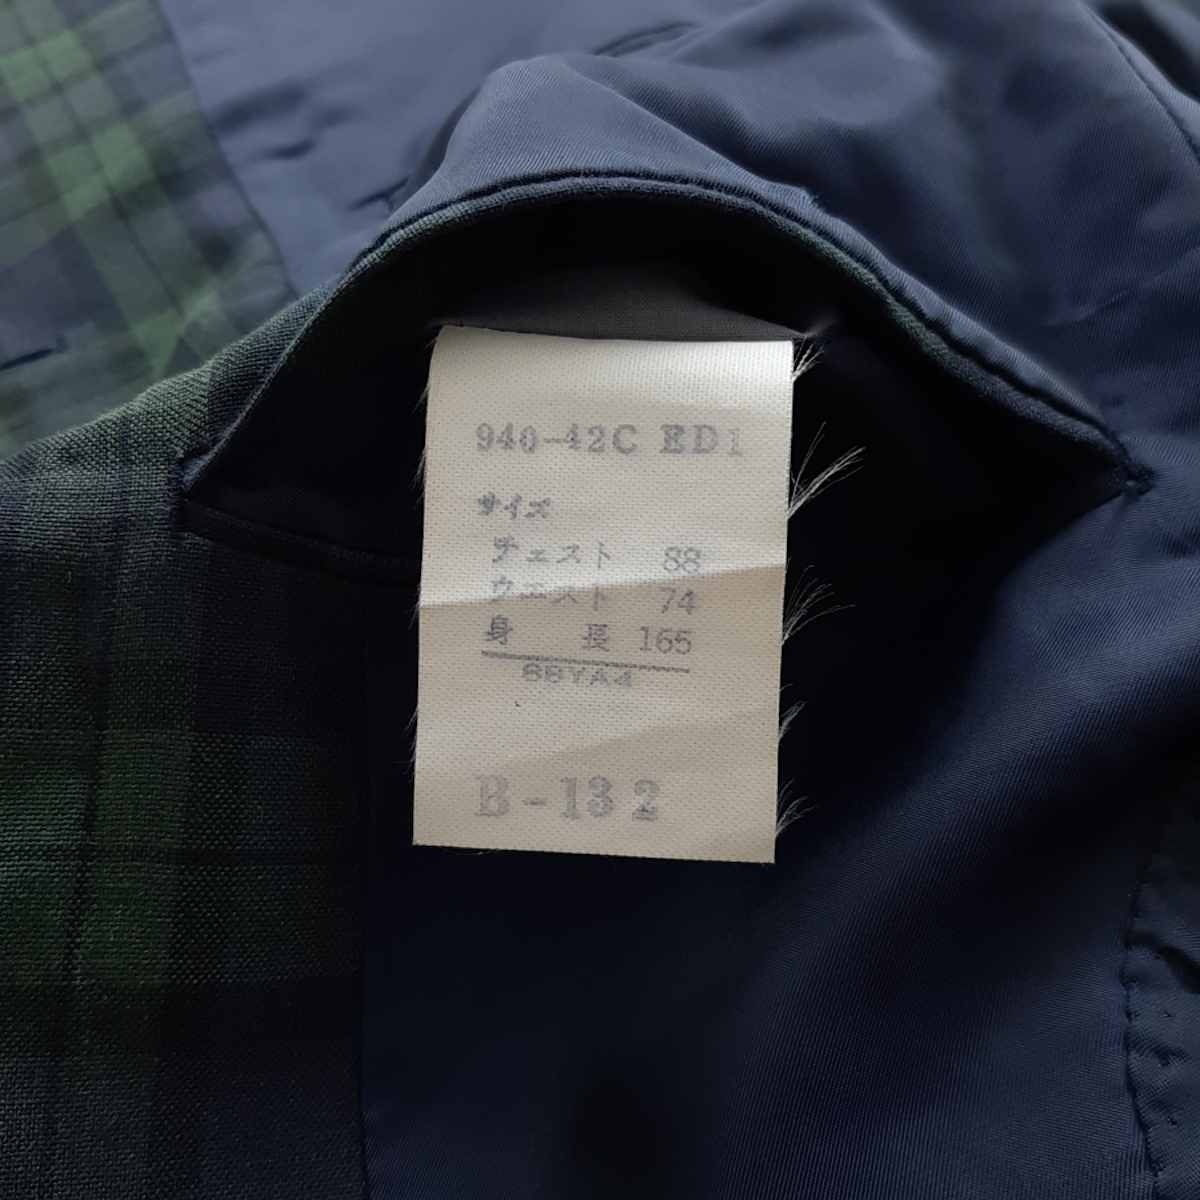 940-42C ED1
サイズ
チェスト 88
ウエスト 74
身 長 165
88YA4
B-132